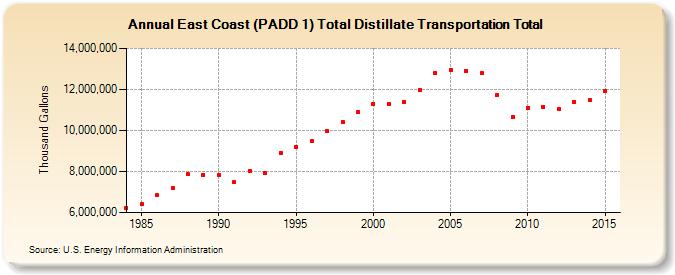 Annual East Coast (PADD 1) Total Distillate Transportation Total
Thousand Gallons
14,000,000
12,000,000
10,000,000
8,000,000
6,000,000
1985 1990 1995 2000 2005 2010 2015
Source: U.S. Energy Information Administration